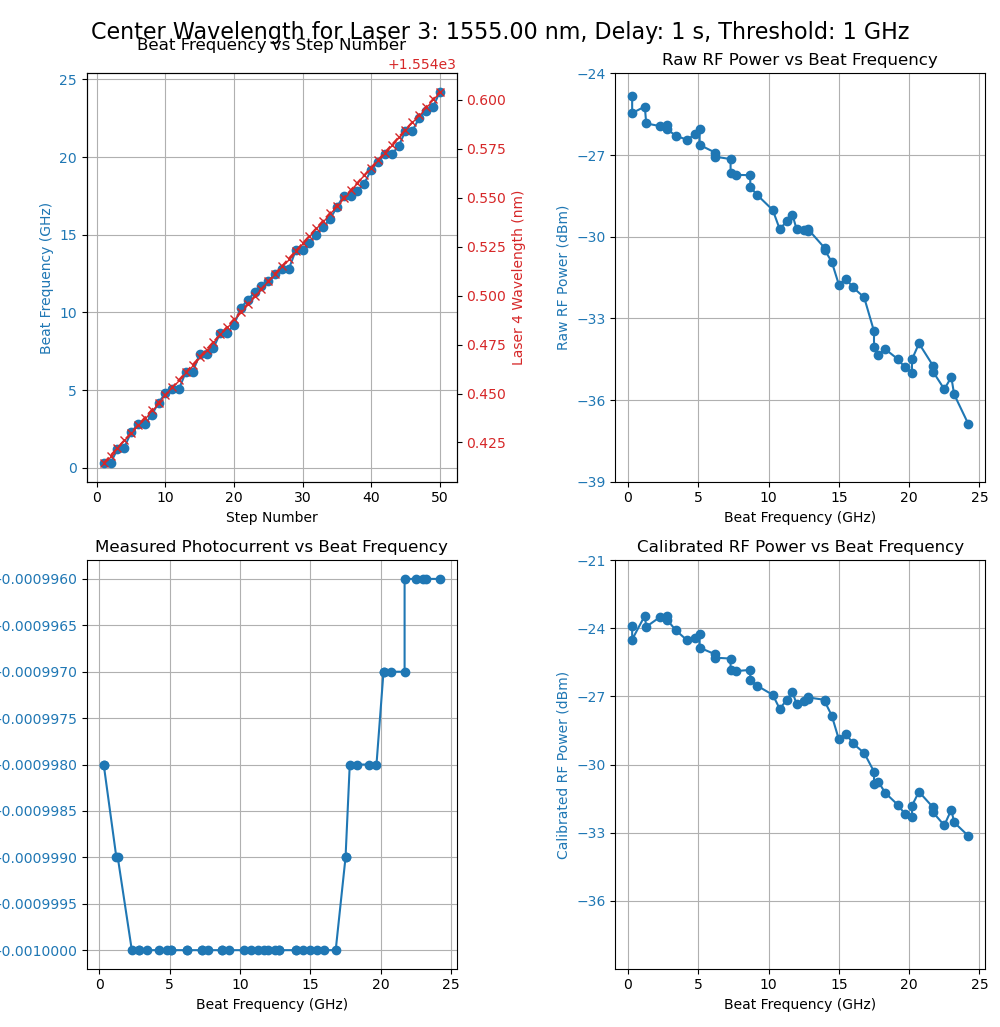 Center Wavelength for Laser 3: 1555.00 nm, Delay: 1 s, Threshold: 1 GHz
Beat Frequency vs Step Number
+1.554e3
25
20
15
10
5
0
0.600
0.575
0.550
0.525
0.500
0.475
0.450
0.425
0 10 20 30 40 50
Step Number
Beat Frequency (GHz)
Laser 4 Wavelength (nm)
Raw RF Power vs Beat Frequency
−24
−27
−30
−33
−36
−39
0 5 10 15 20 25
Beat Frequency (GHz)
Raw RF Power (dBm)
Measured Photocurrent vs Beat Frequency
0.0009960
0.0009965
0.0009970
0.0009975
0.0009980
0.0009985
0.0009990
0.0009995
0.0010000
0 5 10 15 20 25
Beat Frequency (GHz)
Calibrated RF Power vs Beat Frequency
−21
−24
−27
−30
−33
−36
0 5 10 15 20 25
Beat Frequency (GHz)
Calibrated RF Power (dBm)